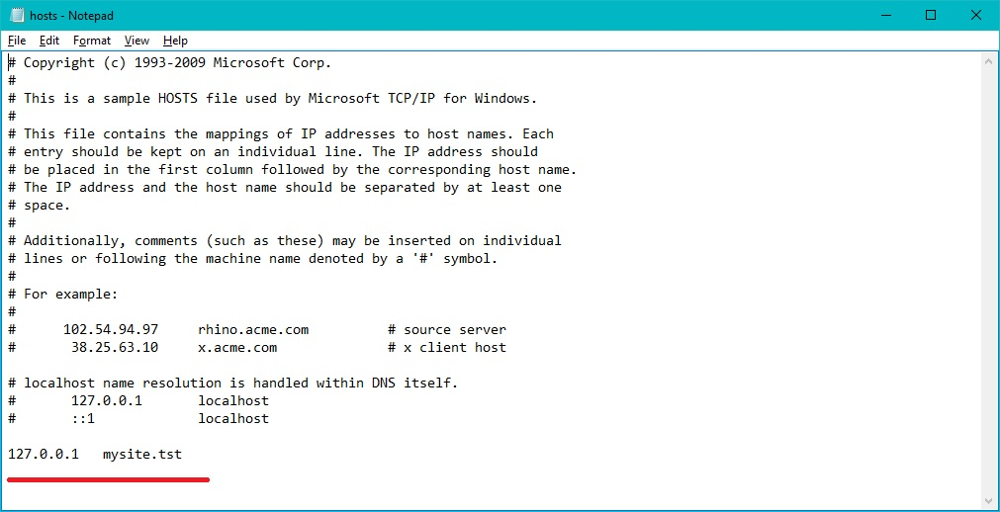 hosts - Notepad
File Edit Format View Help
# Copyright (c) 1993-2009 Microsoft Corp.
#
# This is a sample HOSTS file used by Microsoft TCP/IP for Windows.
#
# This file contains the mappings of IP addresses to host names. Each
# entry should be kept on an individual line. The IP address should
# be placed in the first column followed by the corresponding host name.
# The IP address and the host name should be separated by at least one
# space.
#
# Additionally, comments (such as these) may be inserted on individual
# lines or following the machine name denoted by a '#' symbol.
#
# For example:
#
#      102.54.94.97     rhino.acme.com          # source server
#       38.25.63.10     x.acme.com              # x client host

# localhost name resolution is handled within DNS itself.
#       127.0.0.1       localhost
#       ::1             localhost

127.0.0.1   mysite.tst